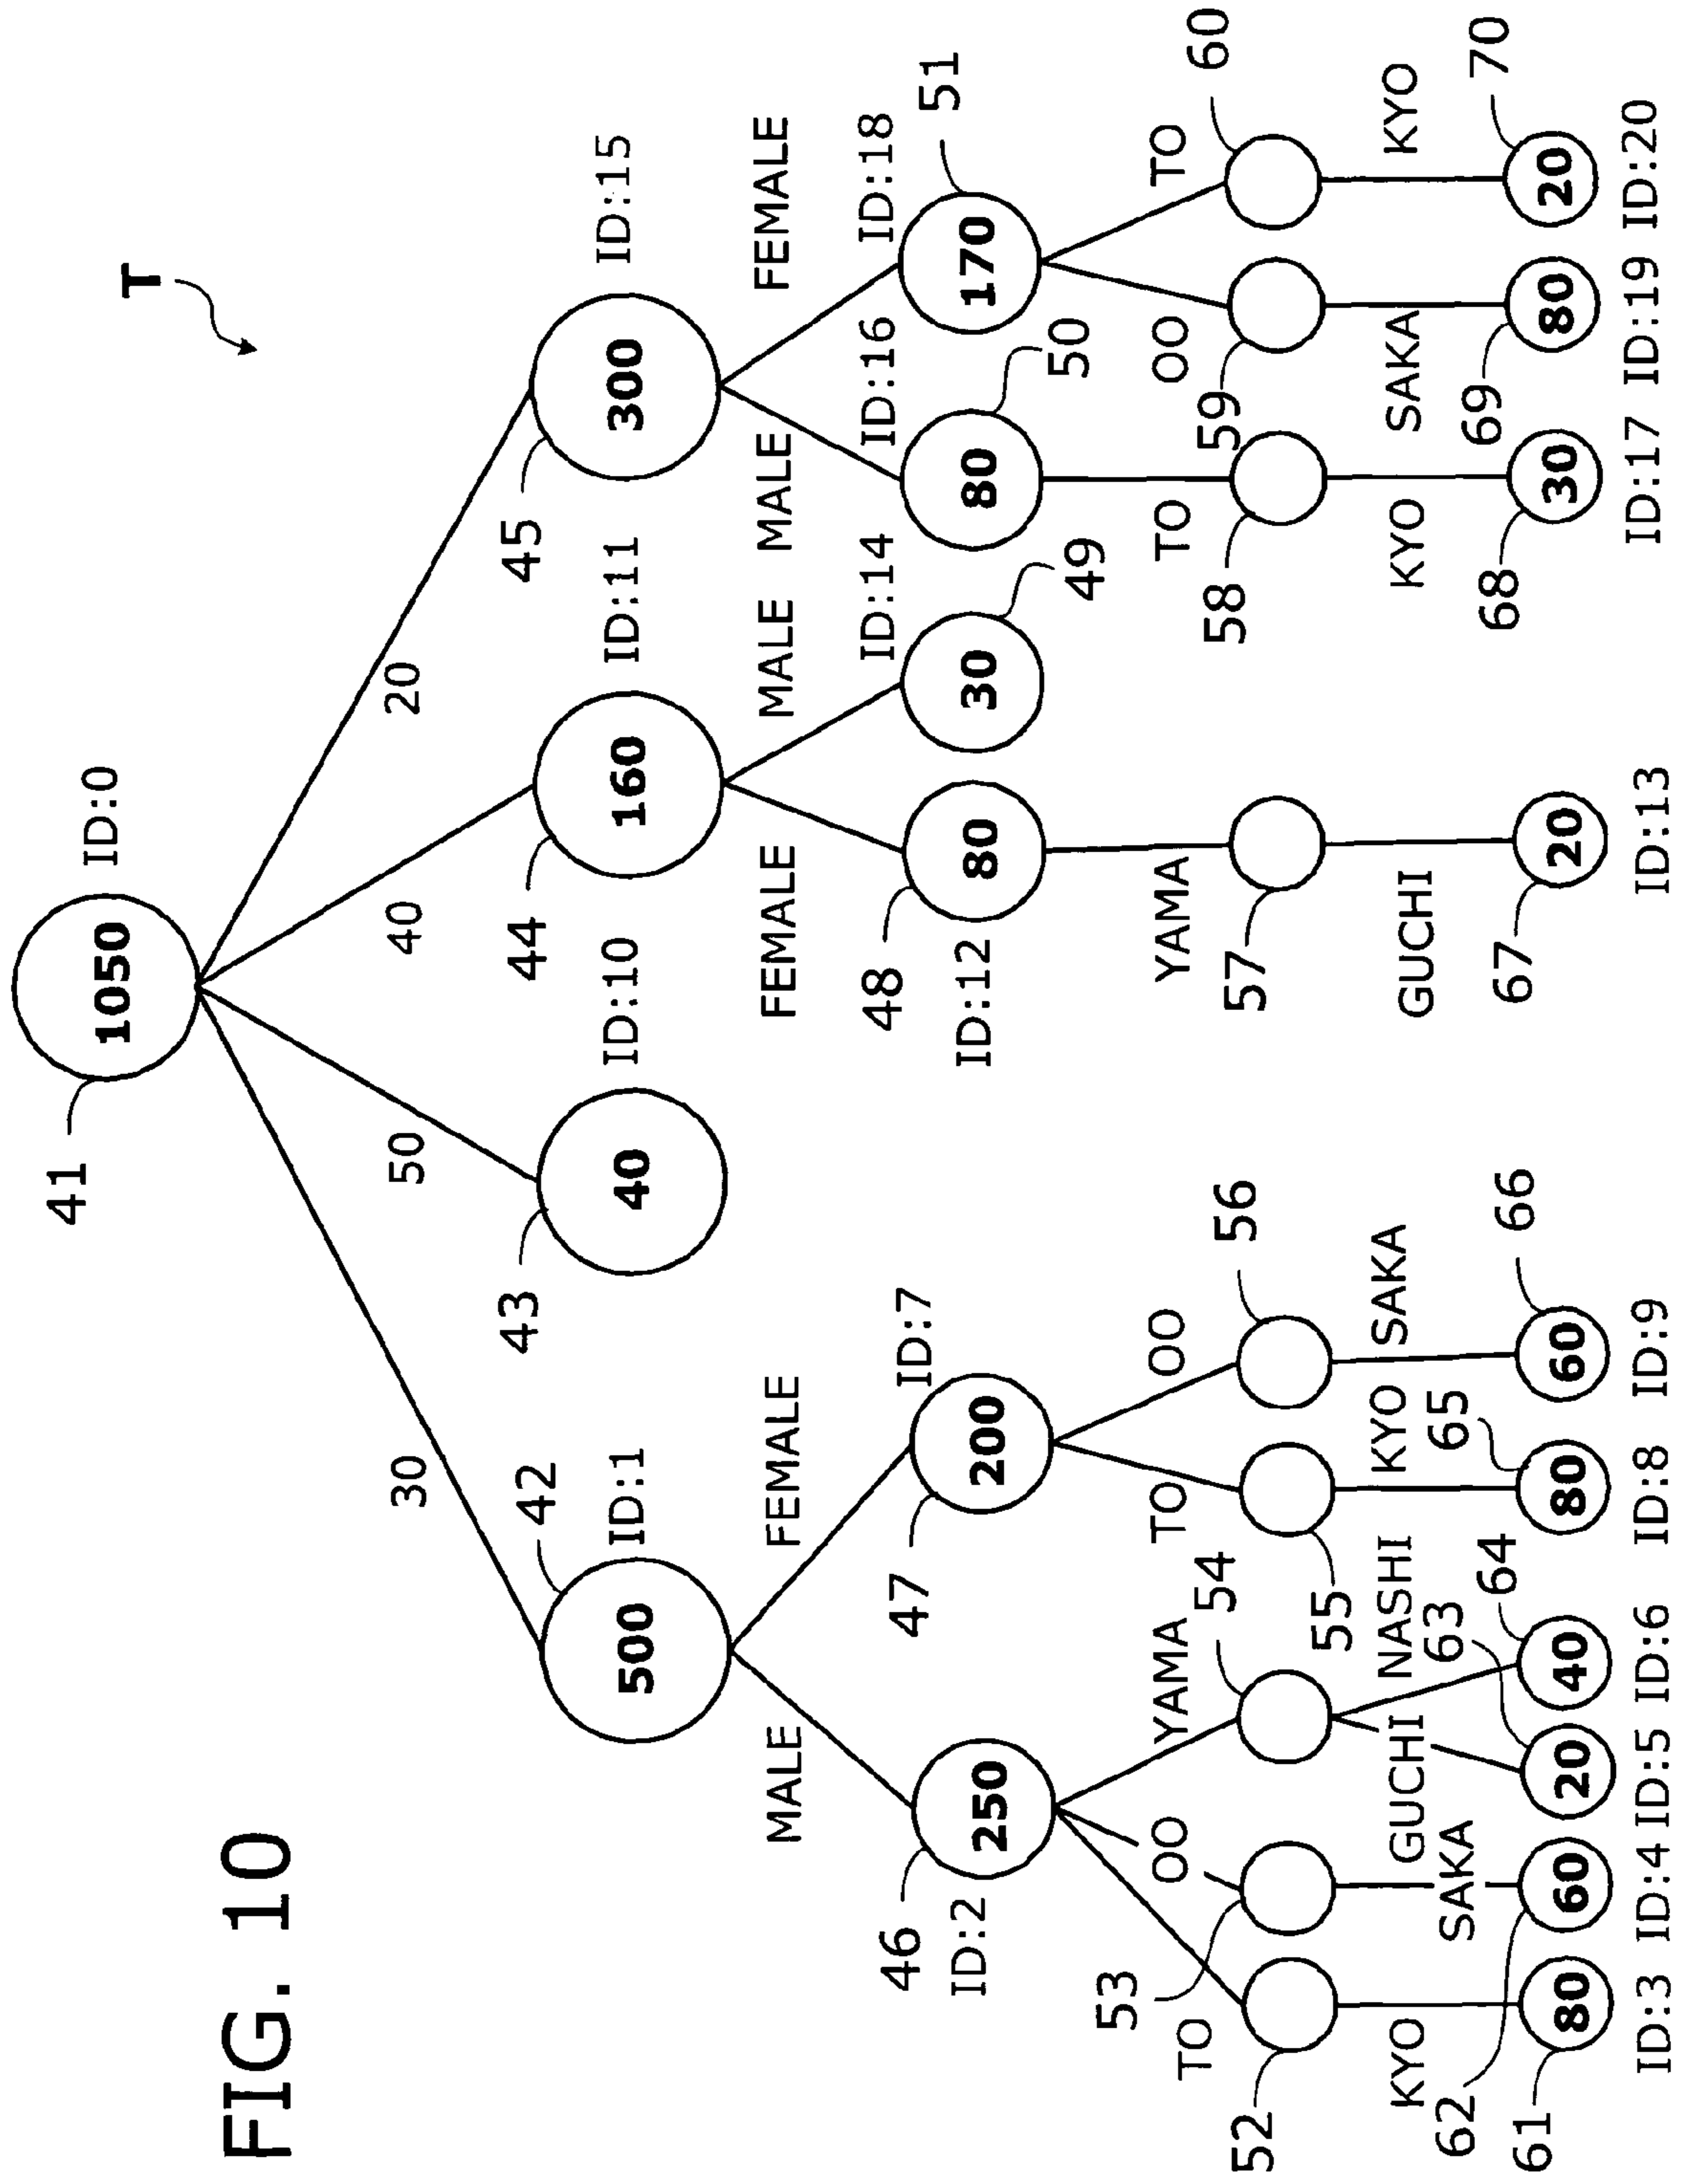 FIG. 10
T
41
1050
ID:0
30
50
40
20
42
500
ID:1
43
40
ID:10
44
160
ID:11
45
300
ID:15
MALE
FEMALE
FEMALE
MALE
MALE
FEMALE
46
250
ID:2
47
200
ID:7
48
80
ID:12
49
30
ID:14
50
80
ID:16
51
170
ID:18
TO
OO
YAMA
TO
OO
YAMA
TO
OO
TO
52
53
54
55
56
57
58
59
60
KYO
SAKA
GUCHI
NASHI
KYO
SAKA
GUCHI
KYO
SAKA
KYO
61
62
63
64
65
66
67
68
69
70
80
60
20
40
80
60
20
30
80
20
ID:3
ID:4
ID:5
ID:6
ID:8
ID:9
ID:13
ID:17
ID:19
ID:20